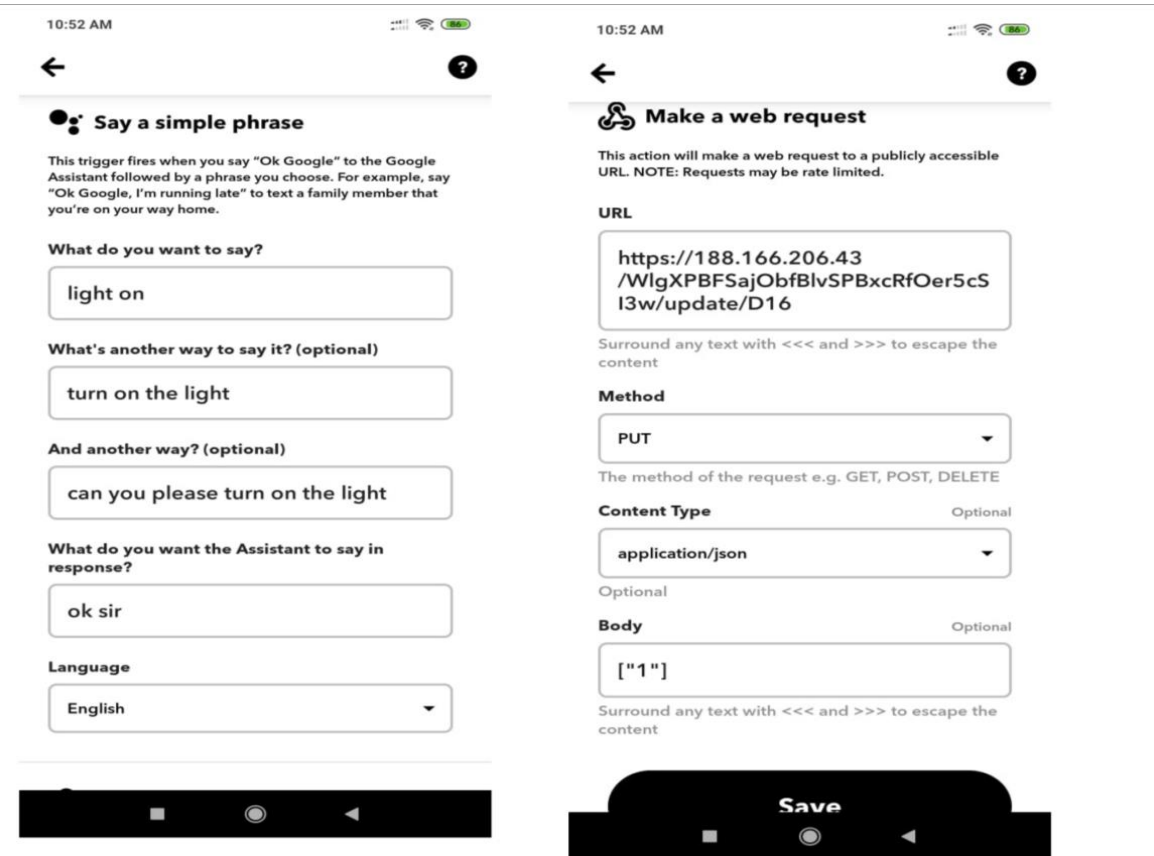 10:52 AM
86
?
Say a simple phrase
This trigger fires when you say “Ok Google” to the Google
Assistant followed by a phrase you choose. For example, say
“Ok Google, I’m running late” to text a family member that
you’re on your way home.
What do you want to say?
light on
What's another way to say it? (optional)
turn on the light
And another way? (optional)
can you please turn on the light
What do you want the Assistant to say in
response?
ok sir
Language
English
10:52 AM
86
?
Make a web request
This action will make a web request to a publicly accessible
URL. NOTE: Requests may be rate limited.
URL
https://188.166.206.43
/WlgXPBFSajObfBlvSPBxcRfOer5cS
I3w/update/D16
Surround any text with <<< and >>> to escape the
content
Method
PUT
The method of the request e.g. GET, POST, DELETE
Content Type Optional
application/json
Optional
Body Optional
["1"]
Surround any text with <<< and >>> to escape the
content
Save